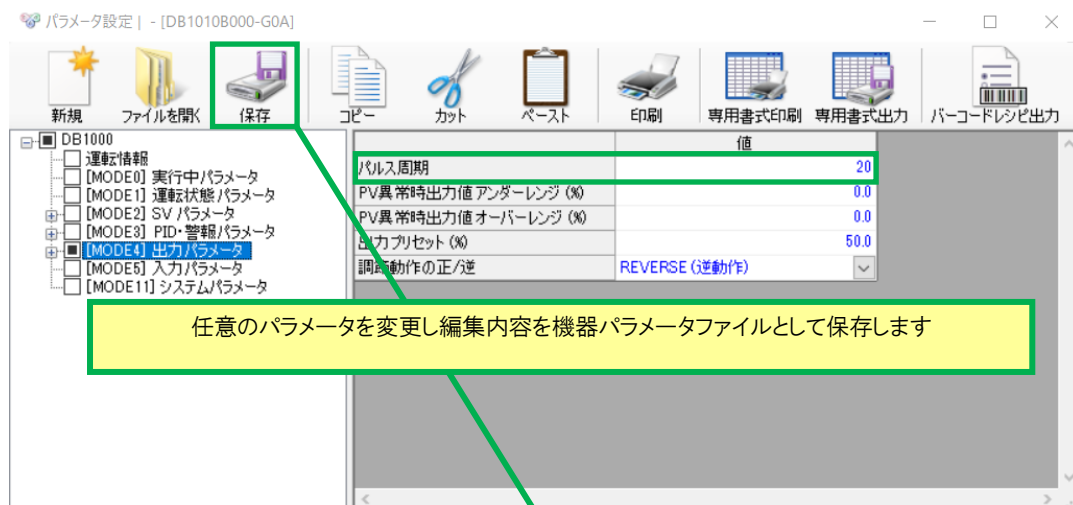 パラメータ設定 | - [DB1010B000-G0A]
新規 ファイルを開く 保存 コピー カット ペースト 印刷 専用書式印刷 専用書式出力 バーコードレシピ出力
DB1000
運転情報
[MODE0] 実行中パラメータ
[MODE1] 運転状態パラメータ
[MODE2] SV パラメータ
[MODE3] PID・警報パラメータ
[MODE4] 出力パラメータ
[MODE5] 入力パラメータ
[MODE11] システムパラメータ
値
パルス周期 20
PV異常時出力値 アンダーレンジ (%) 0.0
PV異常時出力値 オーバーレンジ (%) 0.0
出力プリセット (%) 50.0
調節動作の正/逆 REVERSE (逆動作)
任意のパラメータを変更し編集内容を機器パラメータファイルとして保存します